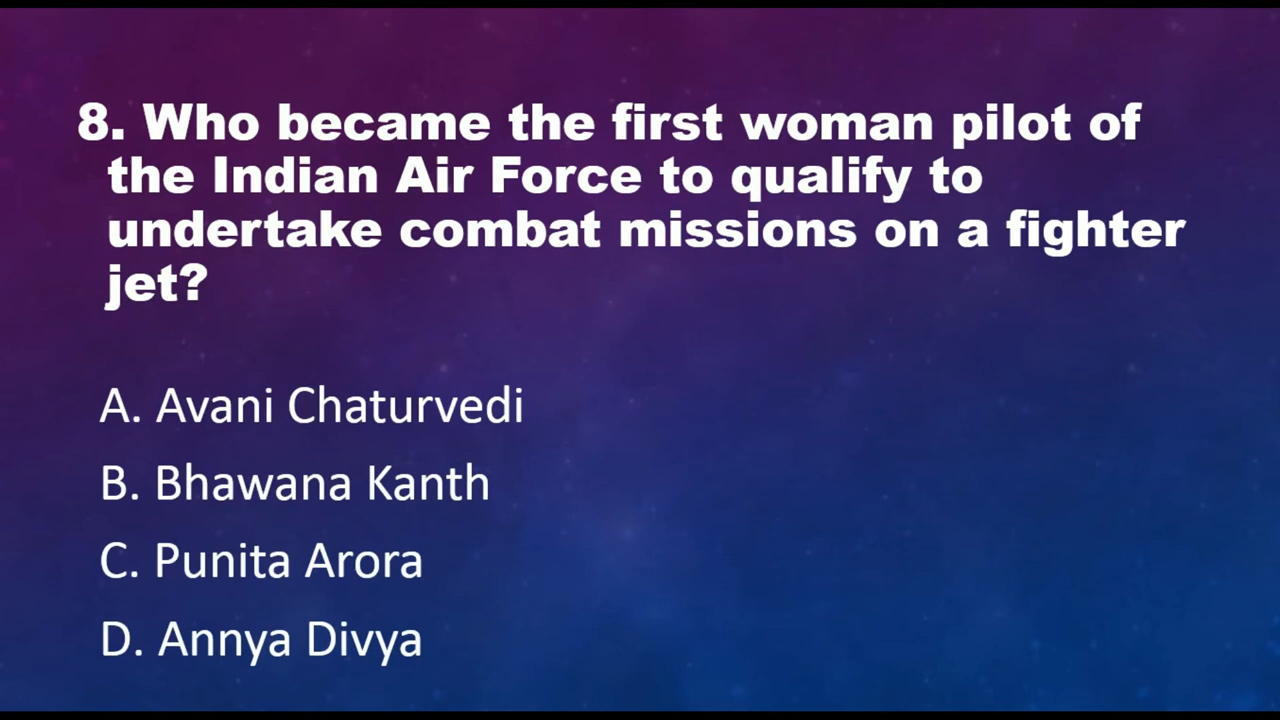 8. Who became the first woman pilot of
the Indian Air Force to qualify to
undertake combat missions on a fighter
jet?
A. Avani Chaturvedi
B. Bhawana Kanth
C. Punita Arora
D. Annya Divya